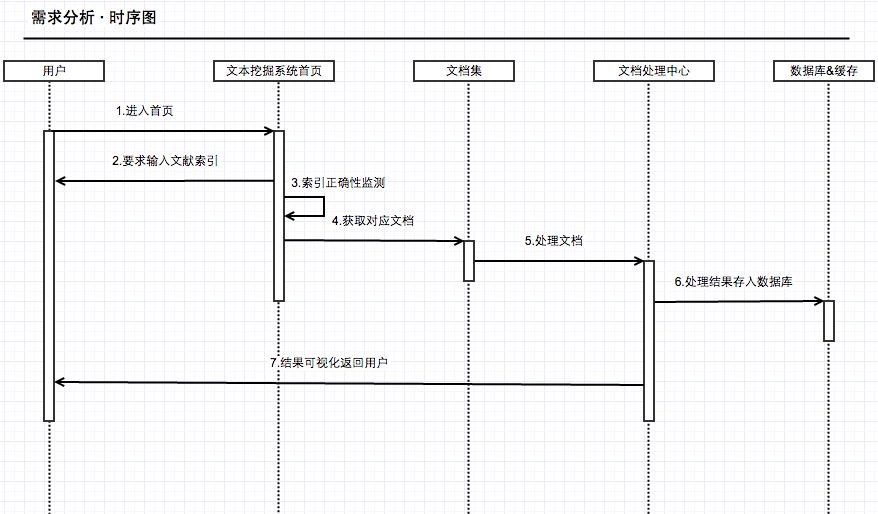 需求分析·时序图
用户
文本挖掘系统首页
文档集
文档处理中心
数据库&缓存
1.进入首页
2.要求输入文献索引
3.索引正确性监测
4.获取对应文档
5.处理文档
6.处理结果存入数据库
7.结果可视化返回用户